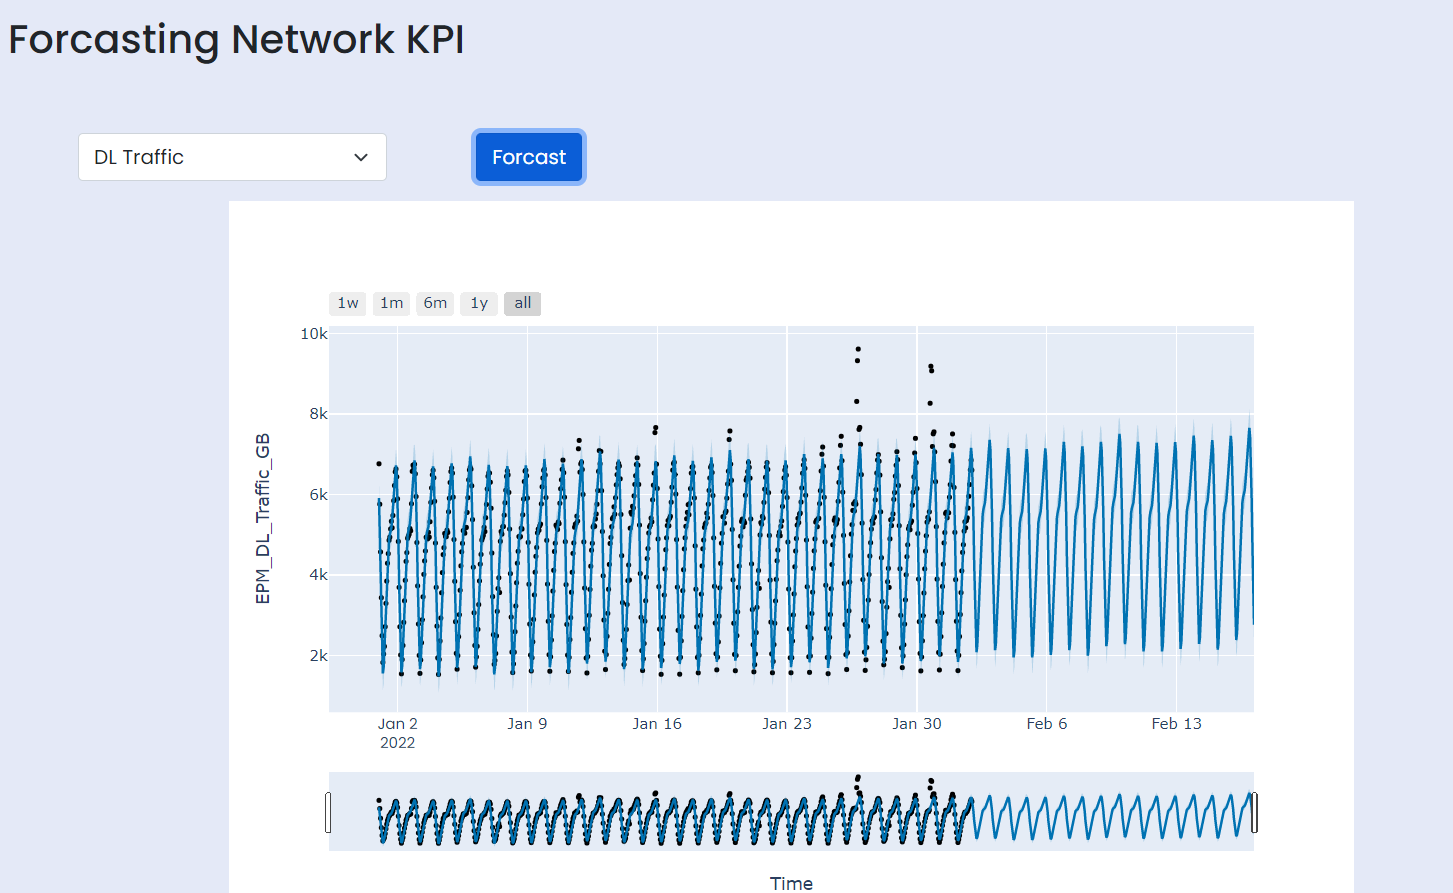 Forcasting Network KPI
DL Traffic
Forcast
1w 1m 6m 1y all
10k
8k
6k
4k
2k
EPM_DL_Traffic_GB
Jan 2 Jan 9 Jan 16 Jan 23 Jan 30 Feb 6 Feb 13
2022
Time